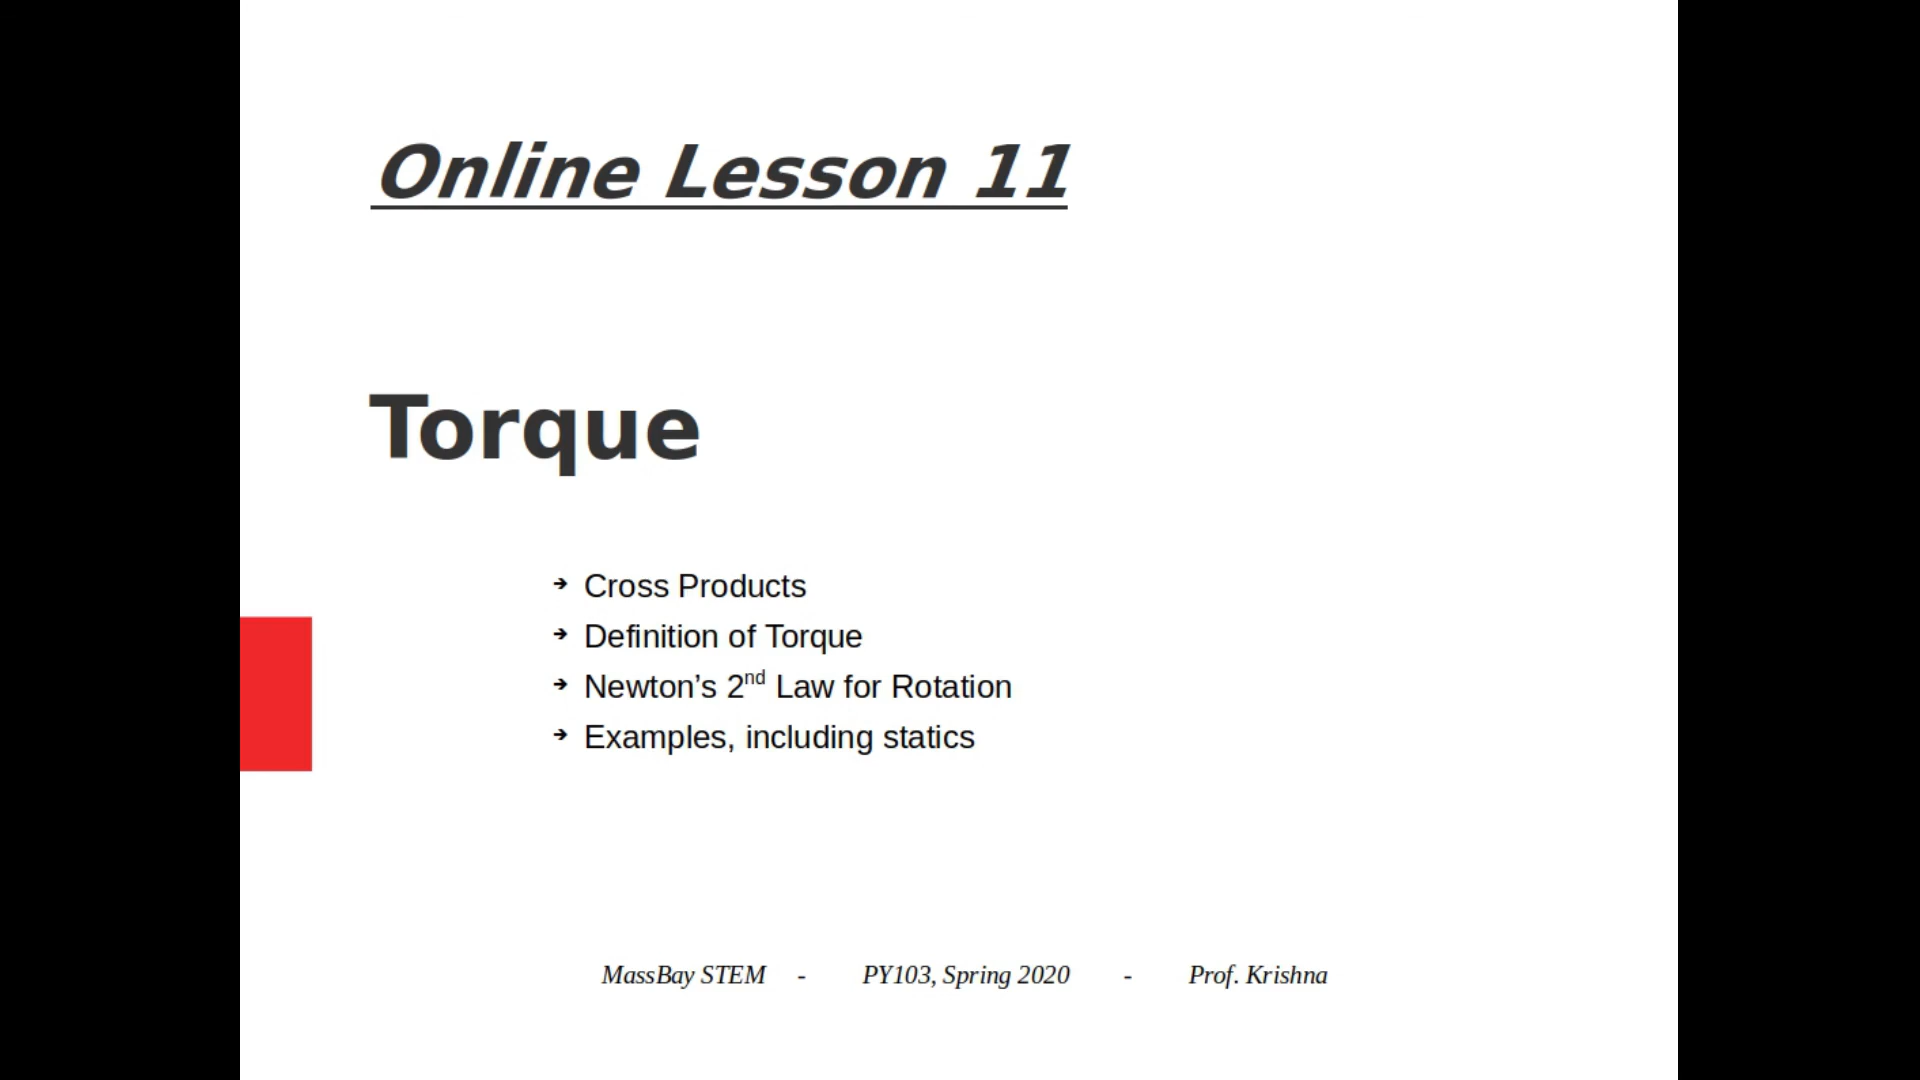 Online Lesson 11
Torque
➔ Cross Products
➔ Definition of Torque
➔ Newton’s 2nd Law for Rotation
➔ Examples, including statics
MassBay STEM - PY103, Spring 2020 - Prof. Krishna